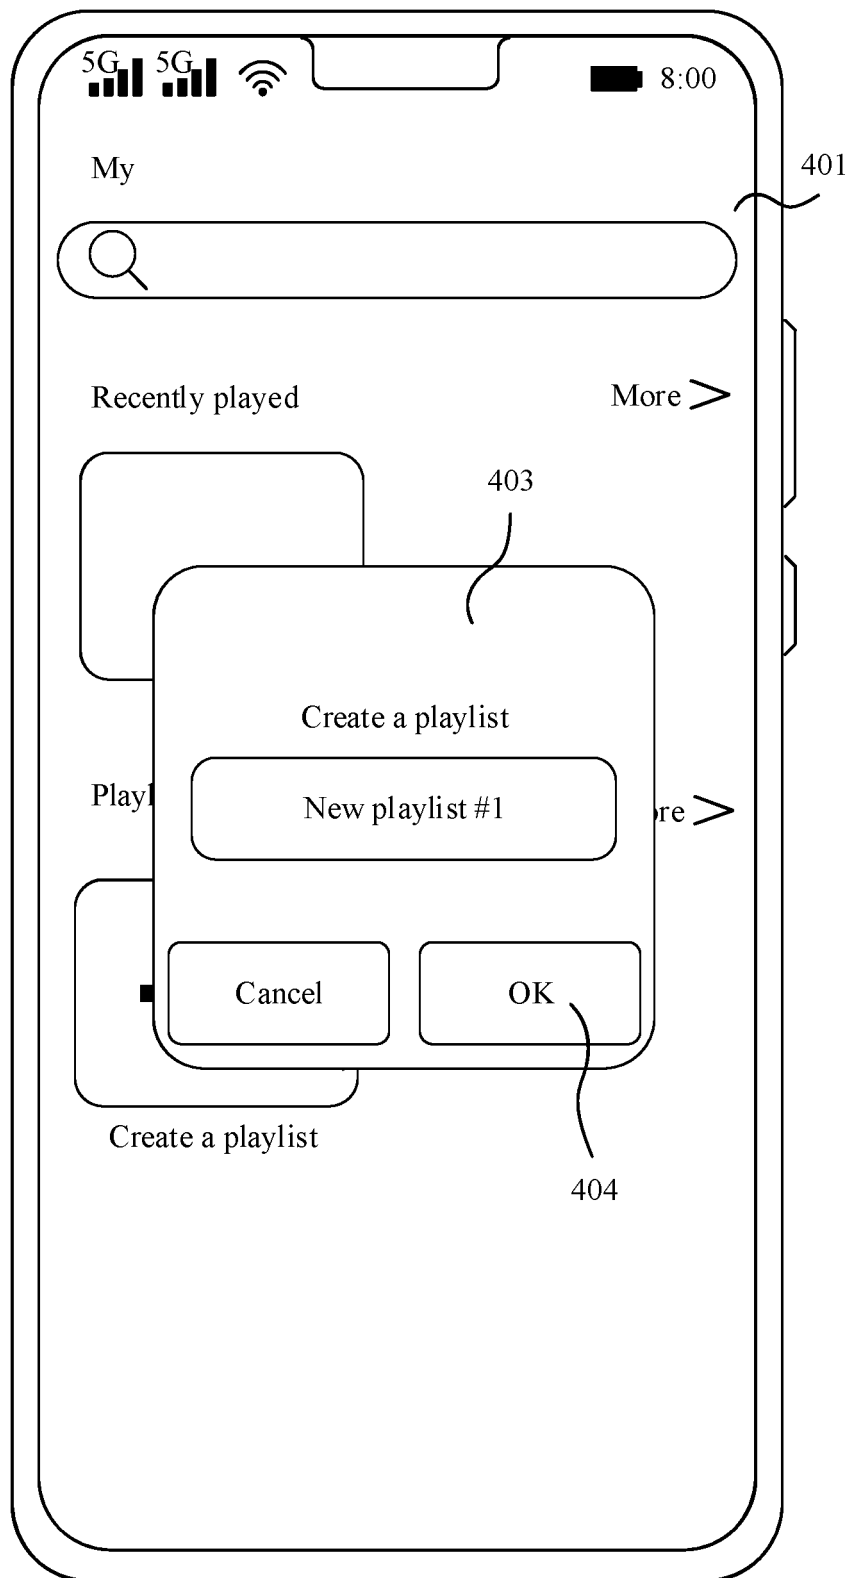 5G 5G 8:00
My
401
Recently played More
403
Create a playlist
New playlist #1
Cancel OK
Create a playlist
404